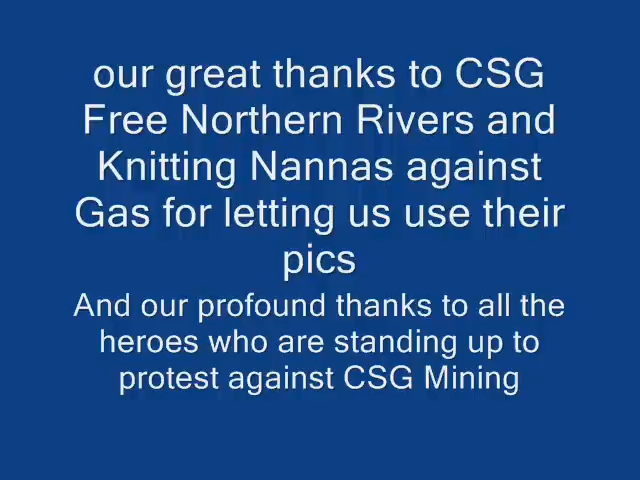 our great thanks to CSG
Free Northern Rivers and
Knitting Nannas against
Gas for letting us use their
pics
And our profound thanks to all the
heroes who are standing up to
protest against CSG Mining